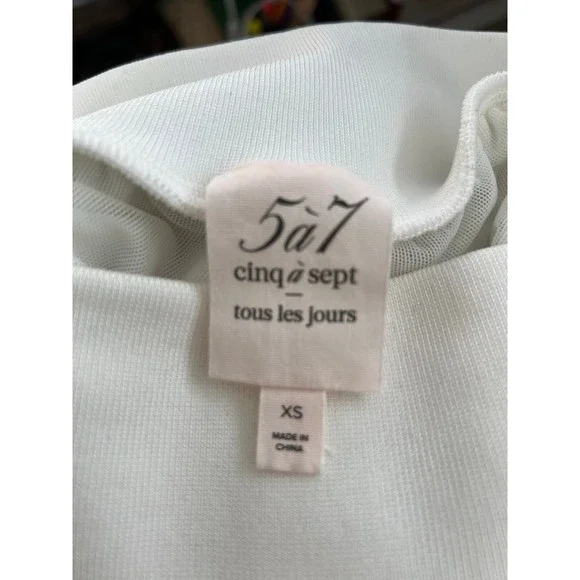 5à7
cinq à sept
tous les jours
XS
MADE IN
CHINA